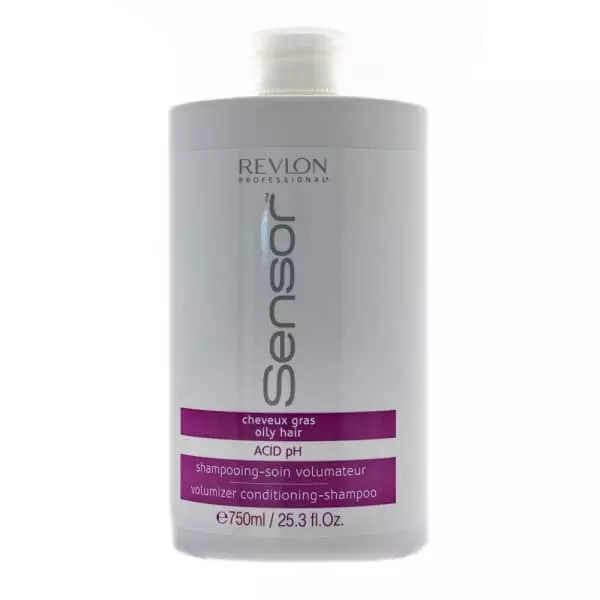 REVLON
PROFESSIONAL®
Sensor
cheveux gras
oily hair
ACID pH
shampooing-soin volumateur
volumizer conditioning-shampoo
℮750ml / 25.3 fl.Oz.